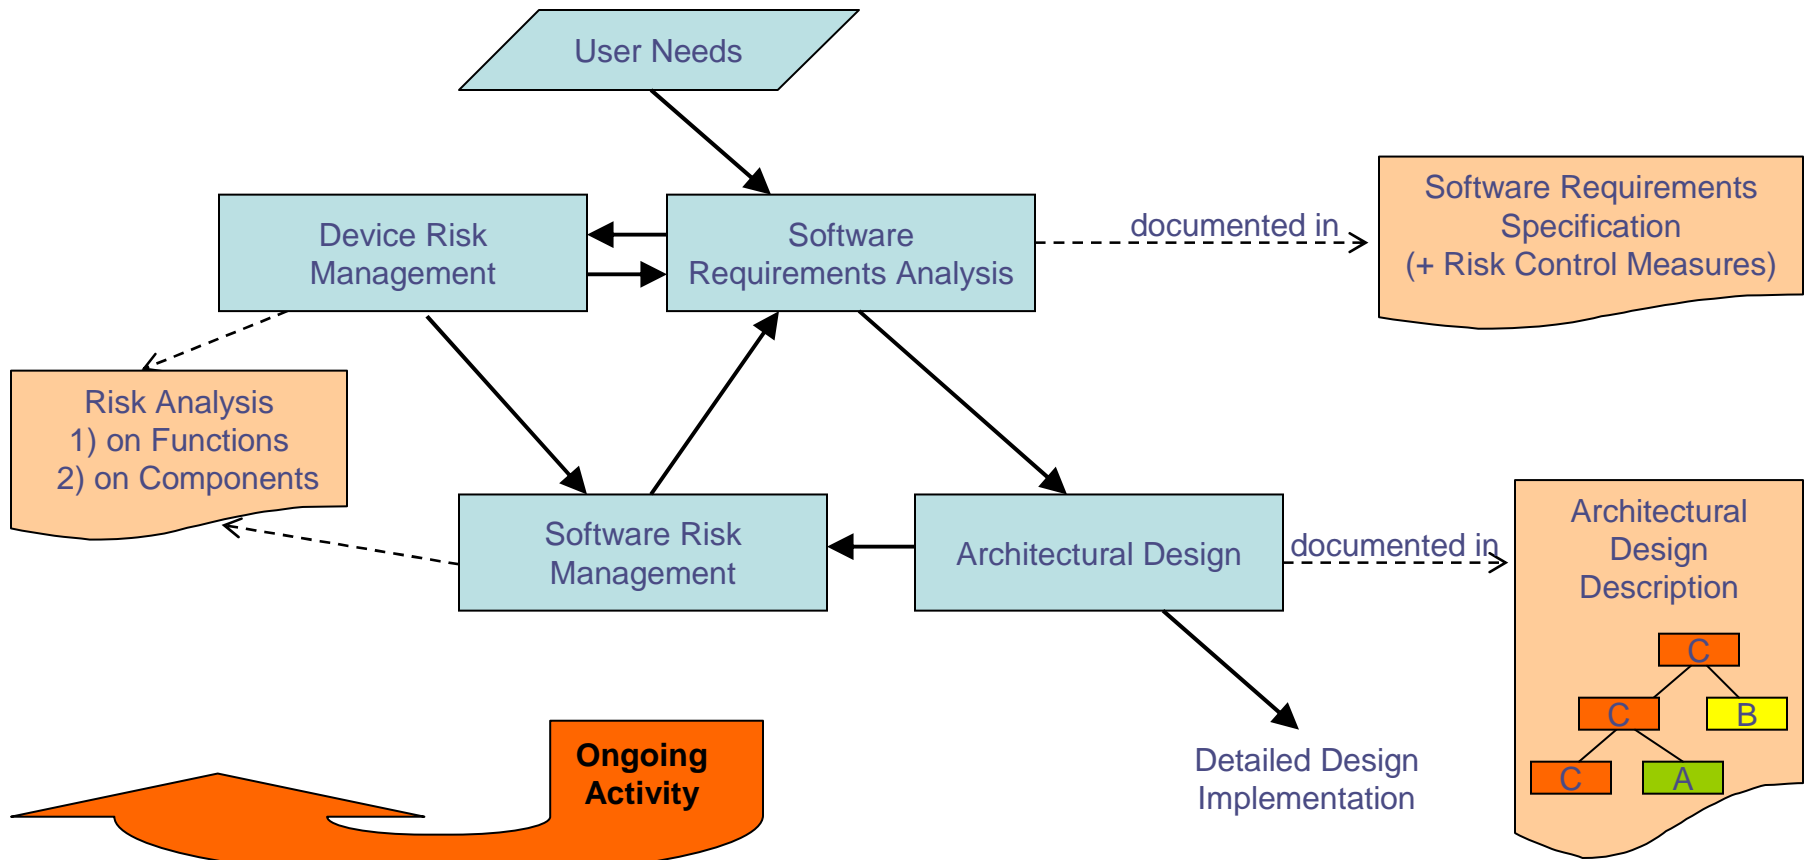 User Needs
Device Risk
Management
Software
Requirements Analysis
documented in
Software Requirements
Specification
(+ Risk Control Measures)
Risk Analysis
1) on Functions
2) on Components
Software Risk
Management
Architectural Design
documented in
Architectural
Design
Description
C
C
B
C
A
Ongoing
Activity
Detailed Design
Implementation